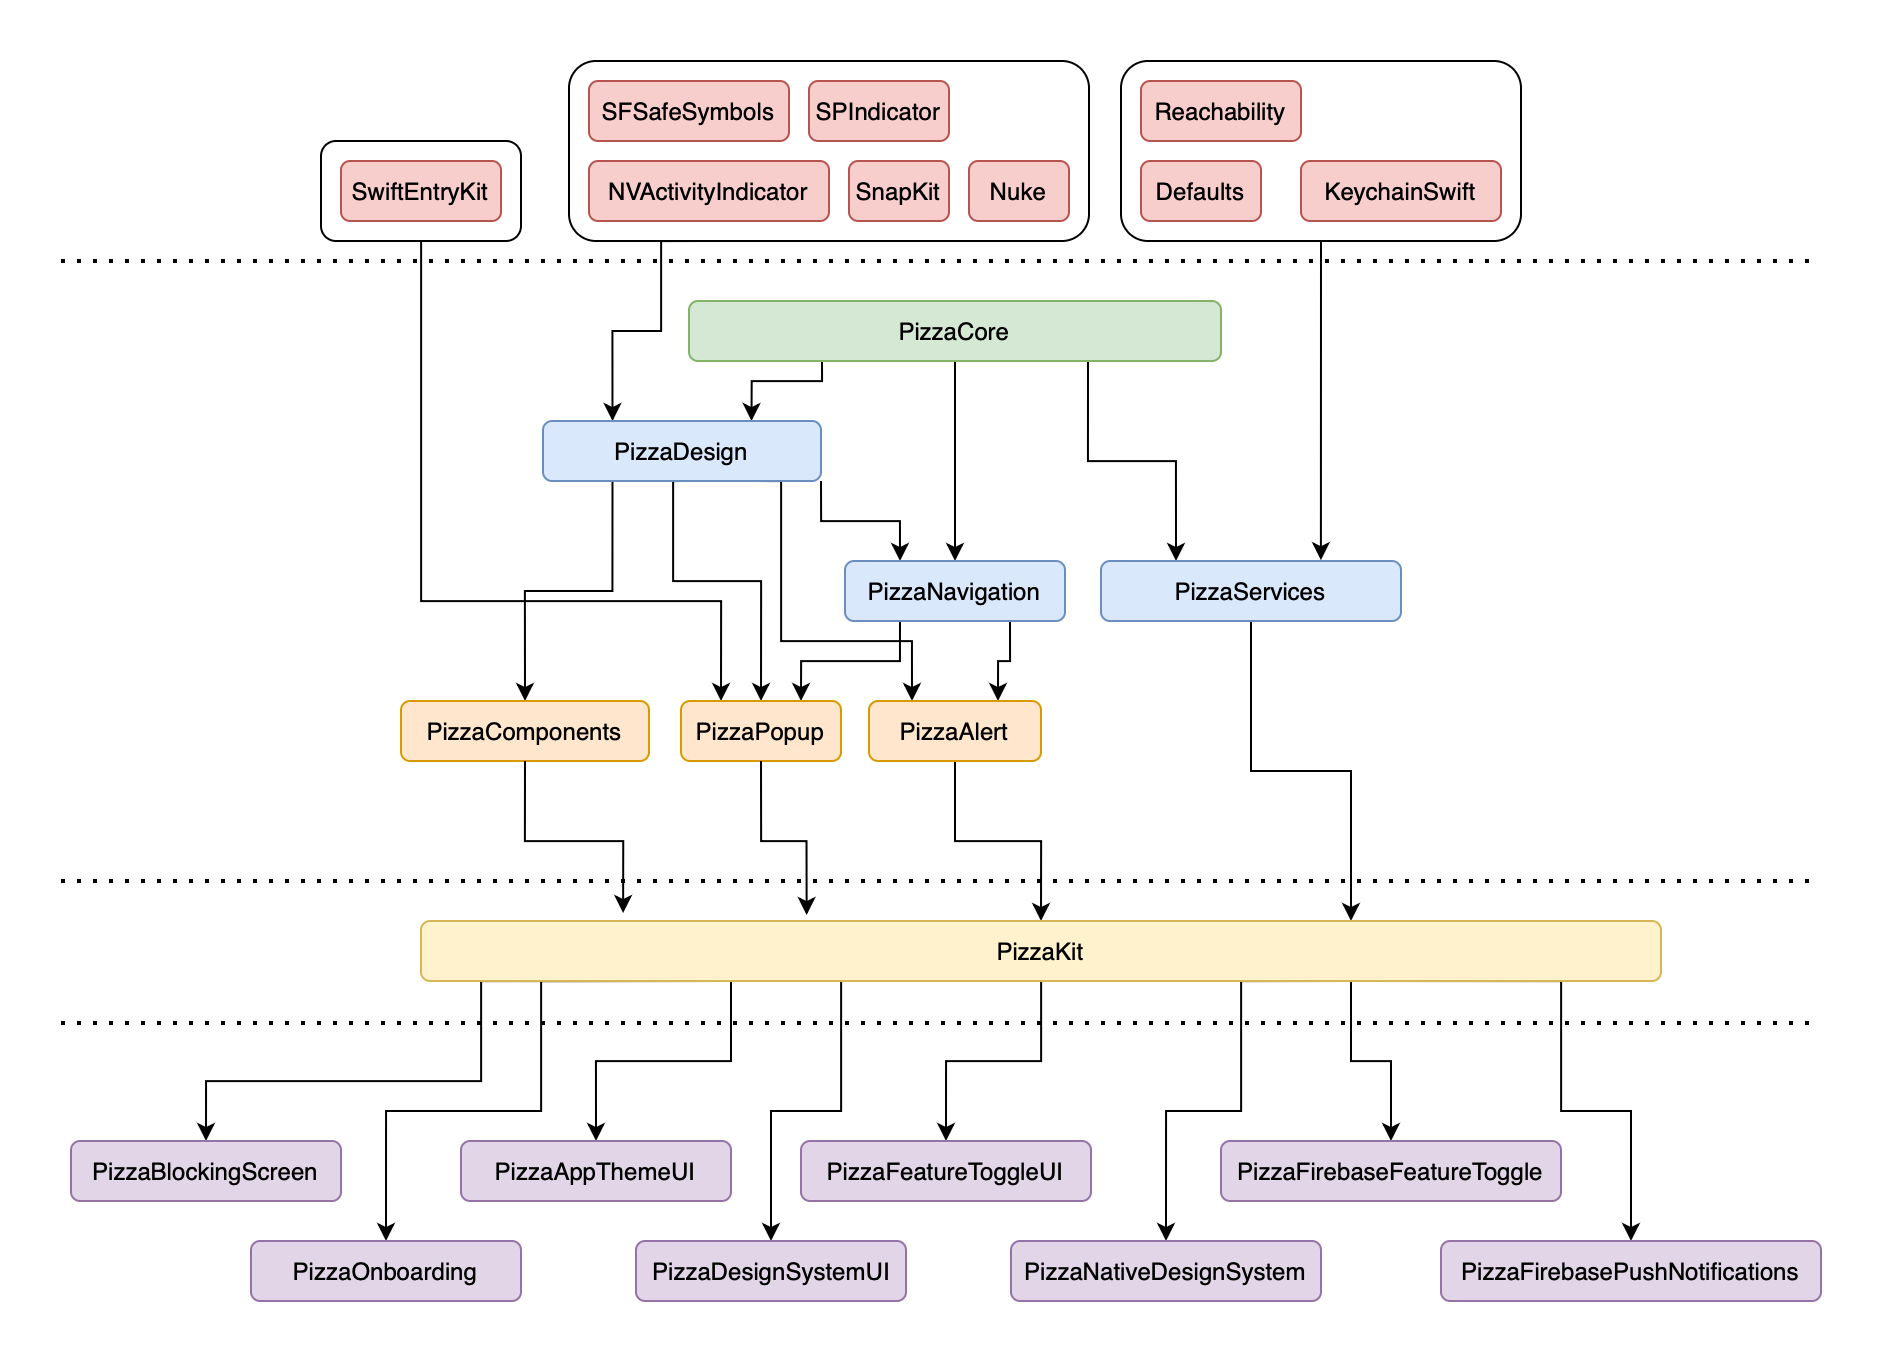 SFSafeSymbols
SPIndicator
Reachability
SwiftEntryKit
NVActivityIndicator
SnapKit
Nuke
Defaults
KeychainSwift
PizzaCore
PizzaDesign
PizzaNavigation
PizzaServices
PizzaComponents
PizzaPopup
PizzaAlert
PizzaKit
PizzaBlockingScreen
PizzaAppThemeUI
PizzaFeatureToggleUI
PizzaFirebaseFeatureToggle
PizzaOnboarding
PizzaDesignSystemUI
PizzaNativeDesignSystem
PizzaFirebasePushNotifications